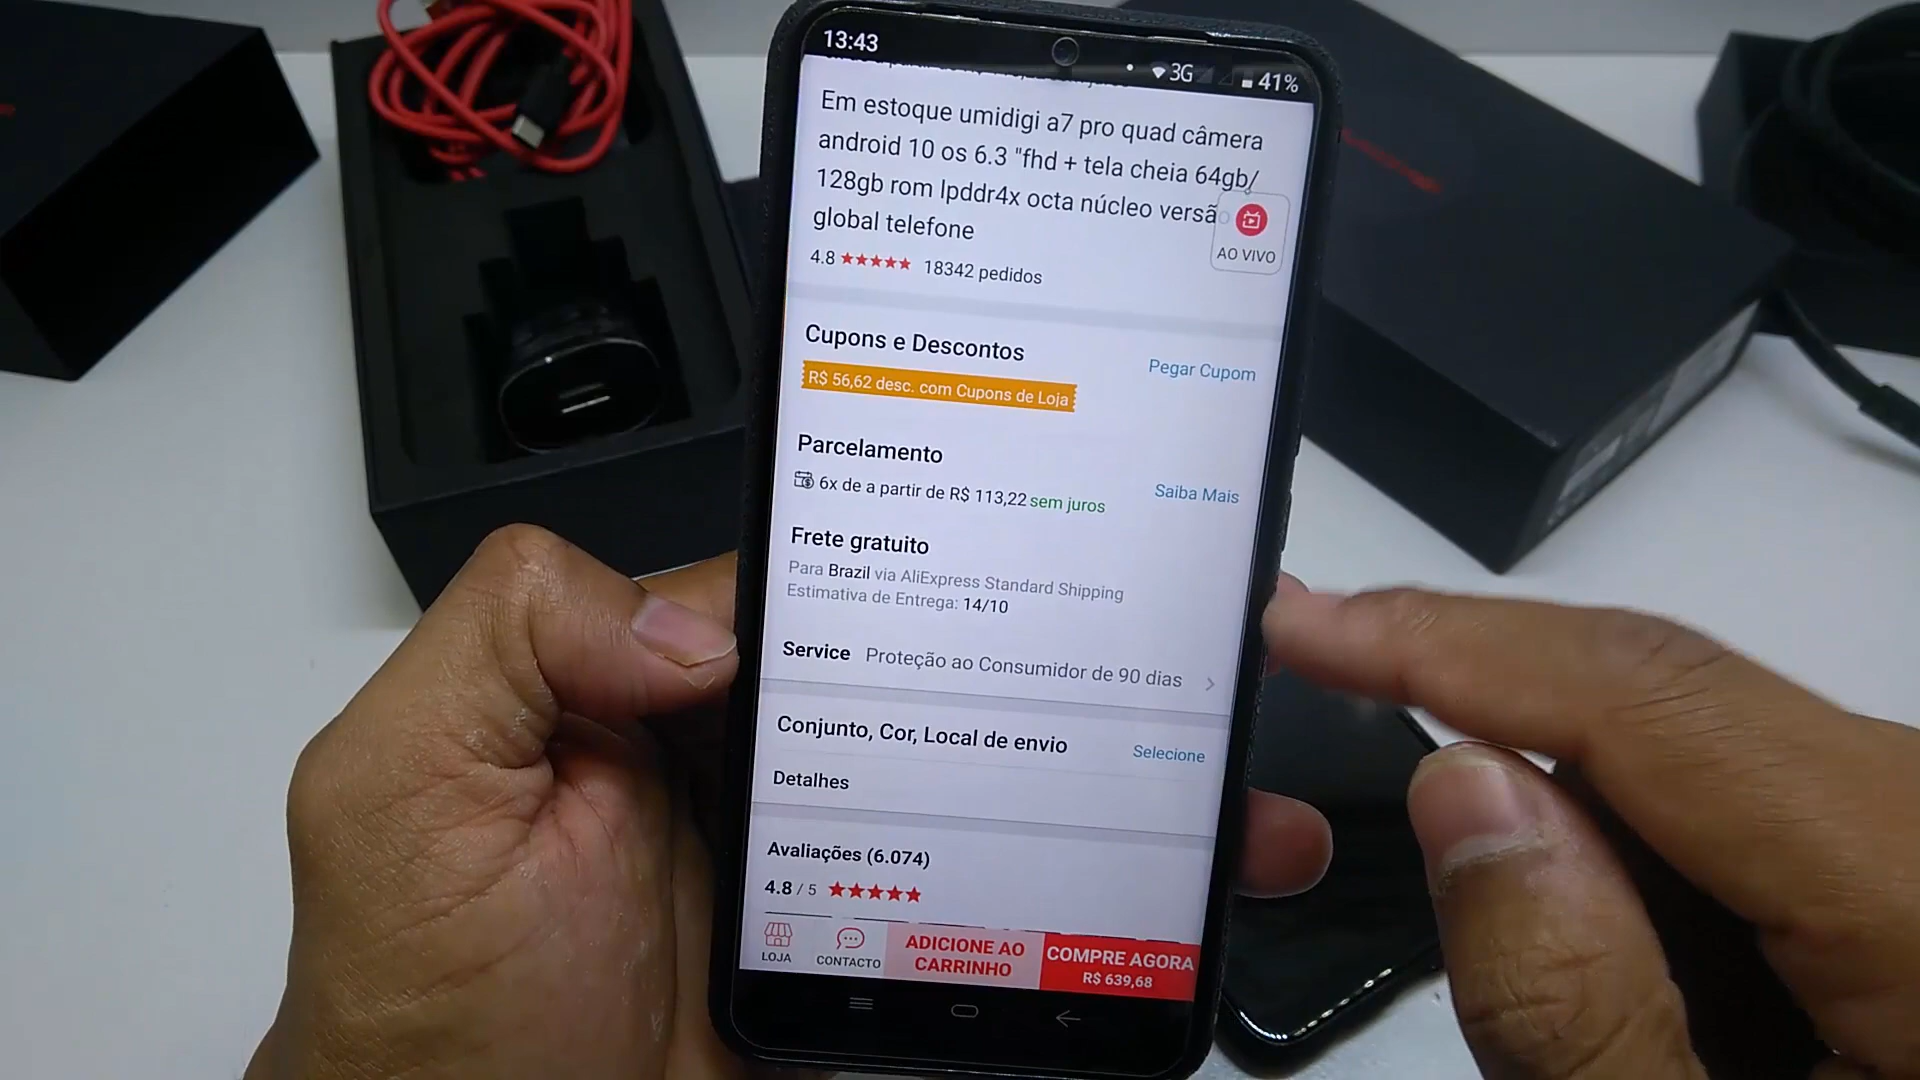 13:43
3G
41%
Em estoque umidigi a7 pro quad câmera
android 10 os 6.3 "fhd + tela cheia 64gb/
128gb rom lpddr4x octa núcleo versão
global telefone
AO VIVO
4.8 ★★★★★ 18342 pedidos
Cupons e Descontos
Pegar Cupom
R$ 56,62 desc. com Cupons de Loja
Parcelamento
6x de a partir de R$ 113,22 sem juros
Saiba Mais
Frete gratuito
Para Brazil via AliExpress Standard Shipping
Estimativa de Entrega: 14/10
Service Proteção ao Consumidor de 90 dias
Conjunto, Cor, Local de envio
Selecione
Detalhes
Avaliações (6.074)
4.8 / 5 ★★★★★
LOJA
CONTACTO
ADICIONE AO
CARRINHO
COMPRE AGORA
R$ 639,68